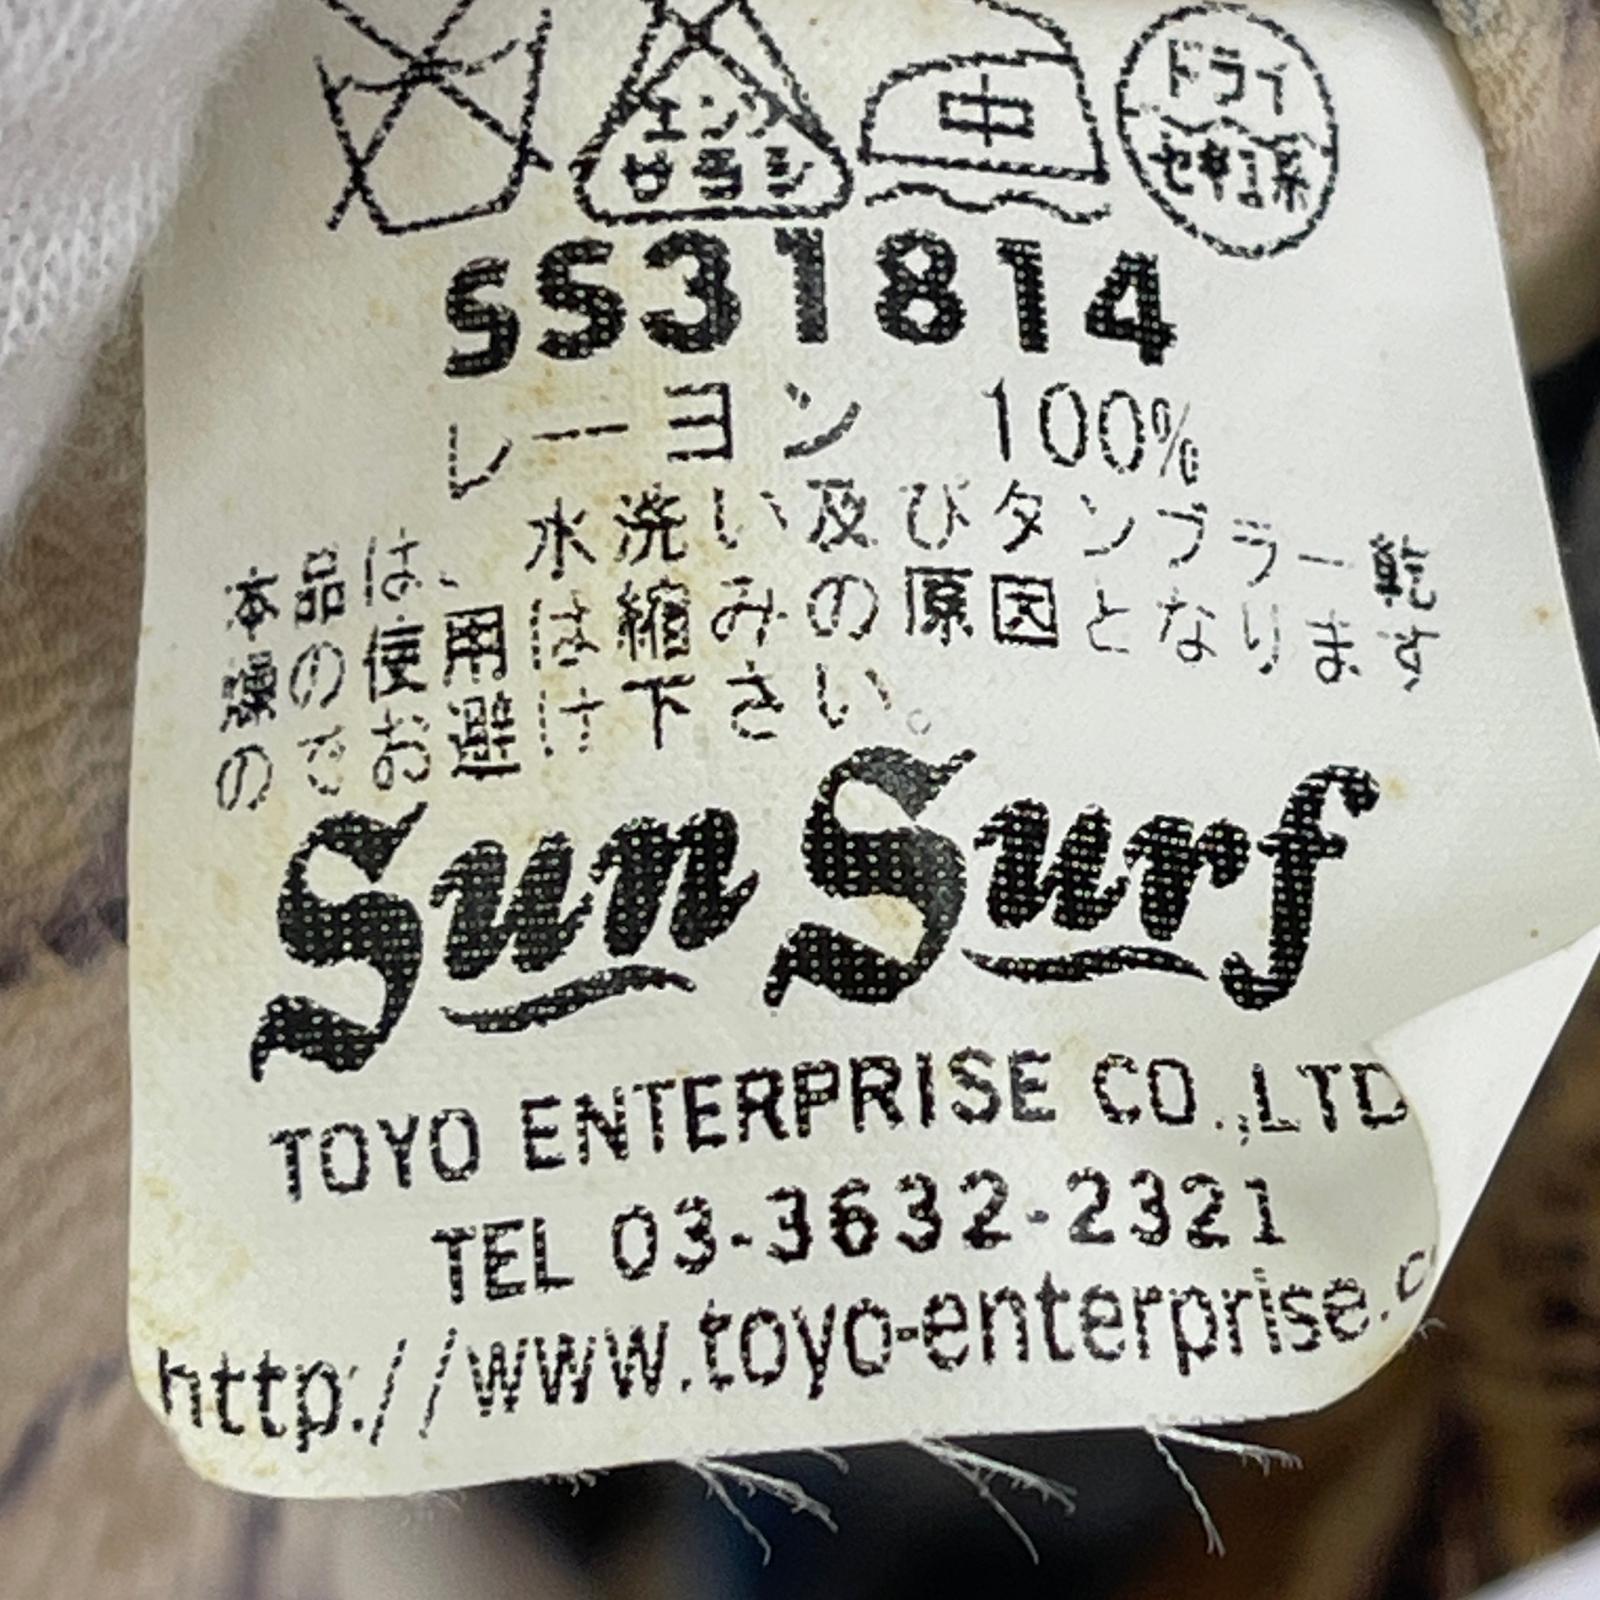 エンソ
サラシ
中
ドライ
セキユ系
SS31814
レーヨン 100%
本品は、水洗い及びタンブラー乾
燥の使用は縮みの原因となります
のでお避け下さい。
Sun Surf
TOYO ENTERPRISE CO.,LTD
TEL 03-3632-2321
http://www.toyo-enterprise.c